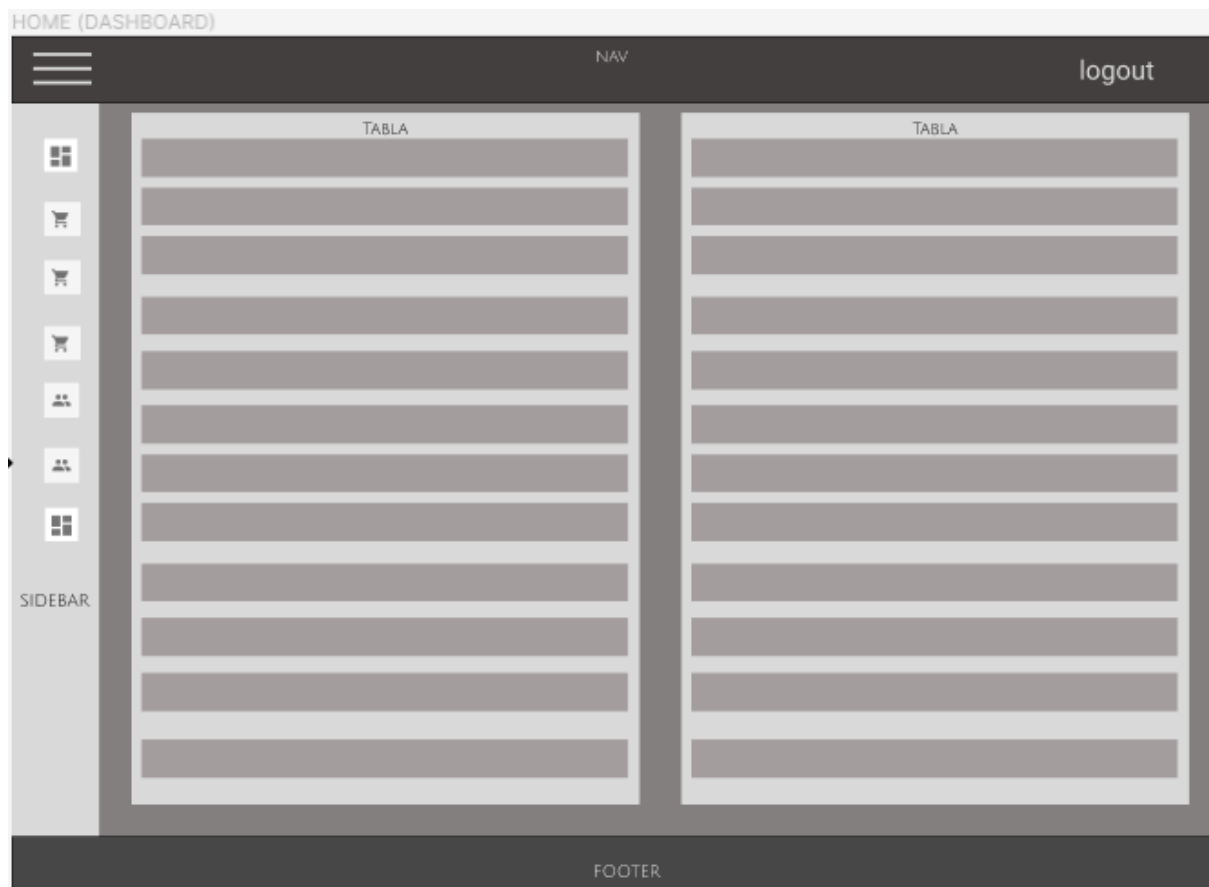 HOME (DASHBOARD)
NAV
logout
TABLA
TABLA
SIDEBAR
FOOTER